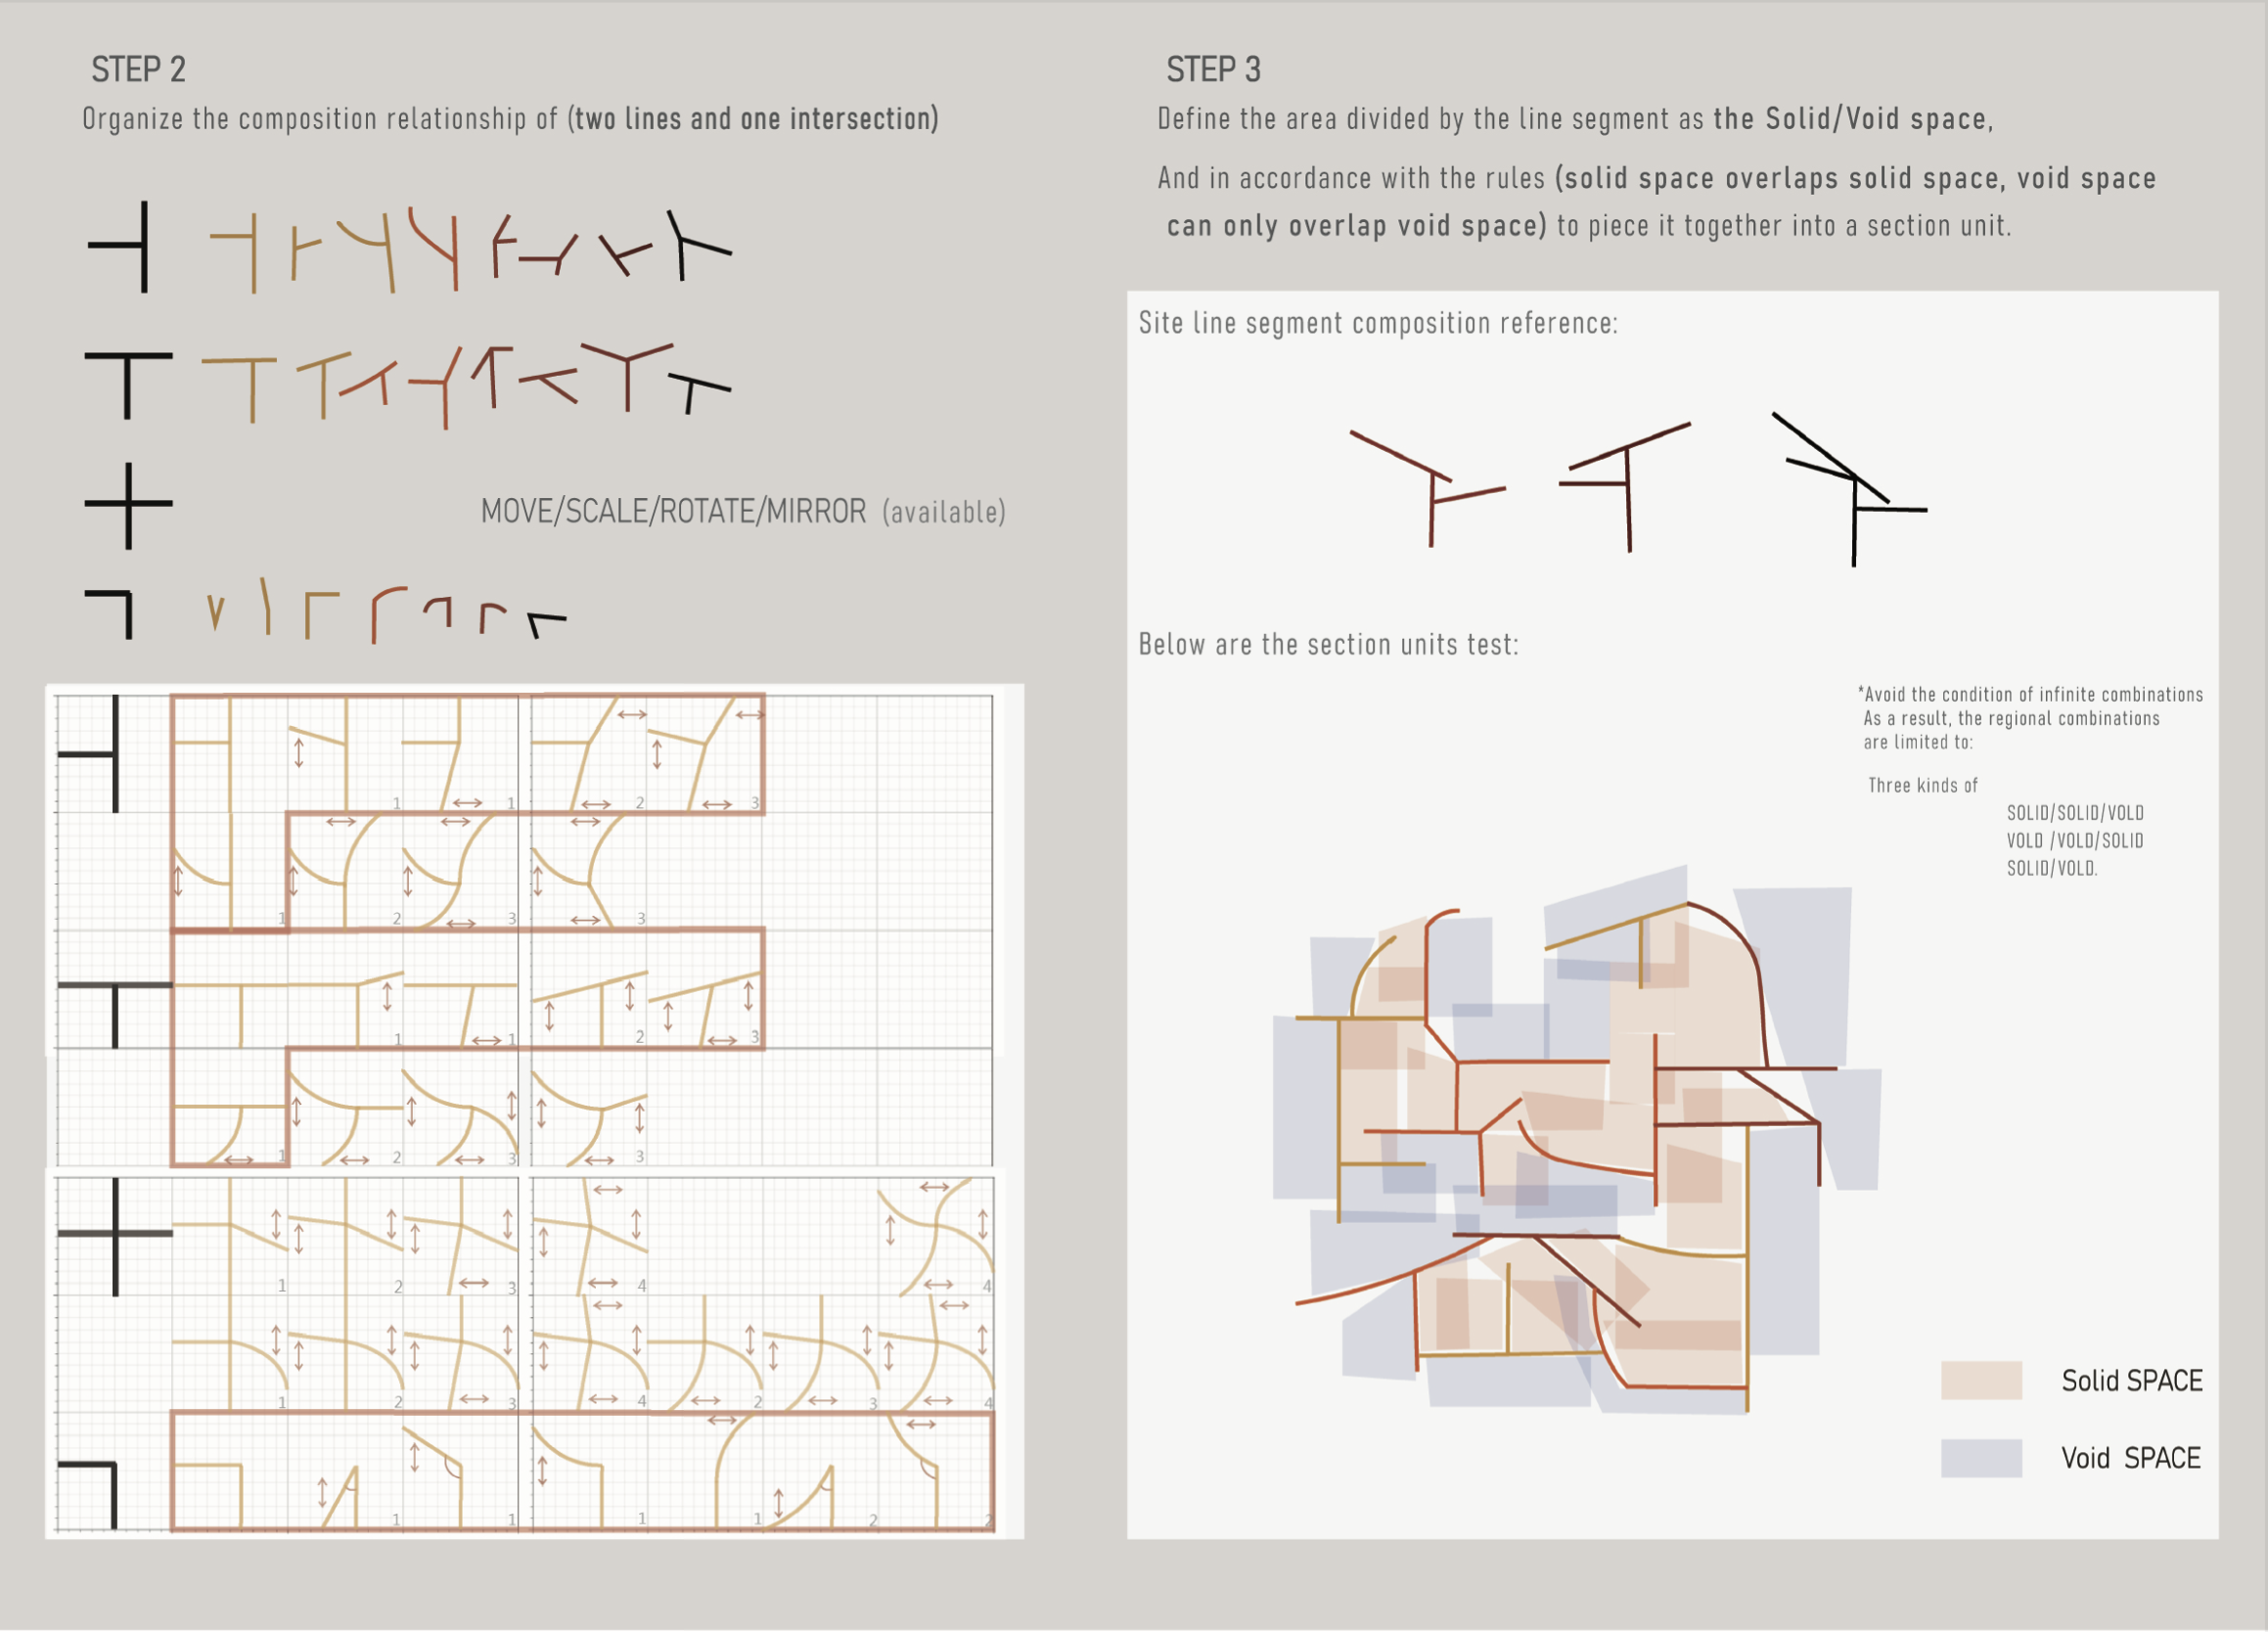 STEP 2
Organize the composition relationship of (two lines and one intersection)
MOVE/SCALE/ROTATE/MIRROR (available)
1
1
2
3
1
2
3
3
1
1
2
3
1
2
3
3
1
2
3
4
4
1
2
3
4
2
3
4
1
1
1
1
2
2
STEP 3
Define the area divided by the line segment as the Solid/Void space,
And in accordance with the rules (solid space overlaps solid space, void space
can only overlap void space) to piece it together into a section unit.
Site line segment composition reference:
Below are the section units test:
*Avoid the condition of infinite combinations
As a result, the regional combinations
are limited to:
Three kinds of
SOLID/SOLID/VOLD
VOLD /VOLD/SOLID
SOLID/VOLD.
Solid SPACE
Void SPACE